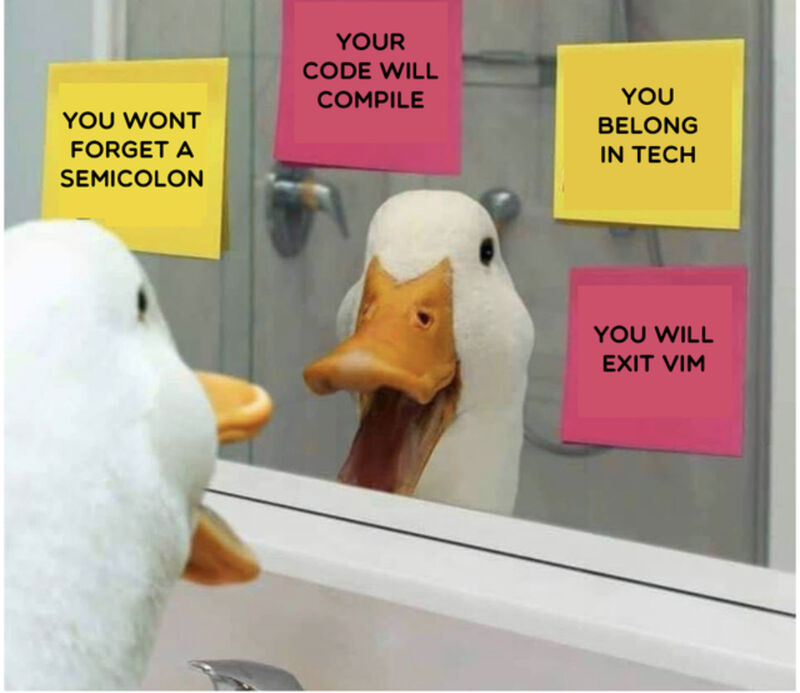 YOU WONT
FORGET A
SEMICOLON
YOUR
CODE WILL
COMPILE
YOU
BELONG
IN TECH
YOU WILL
EXIT VIM